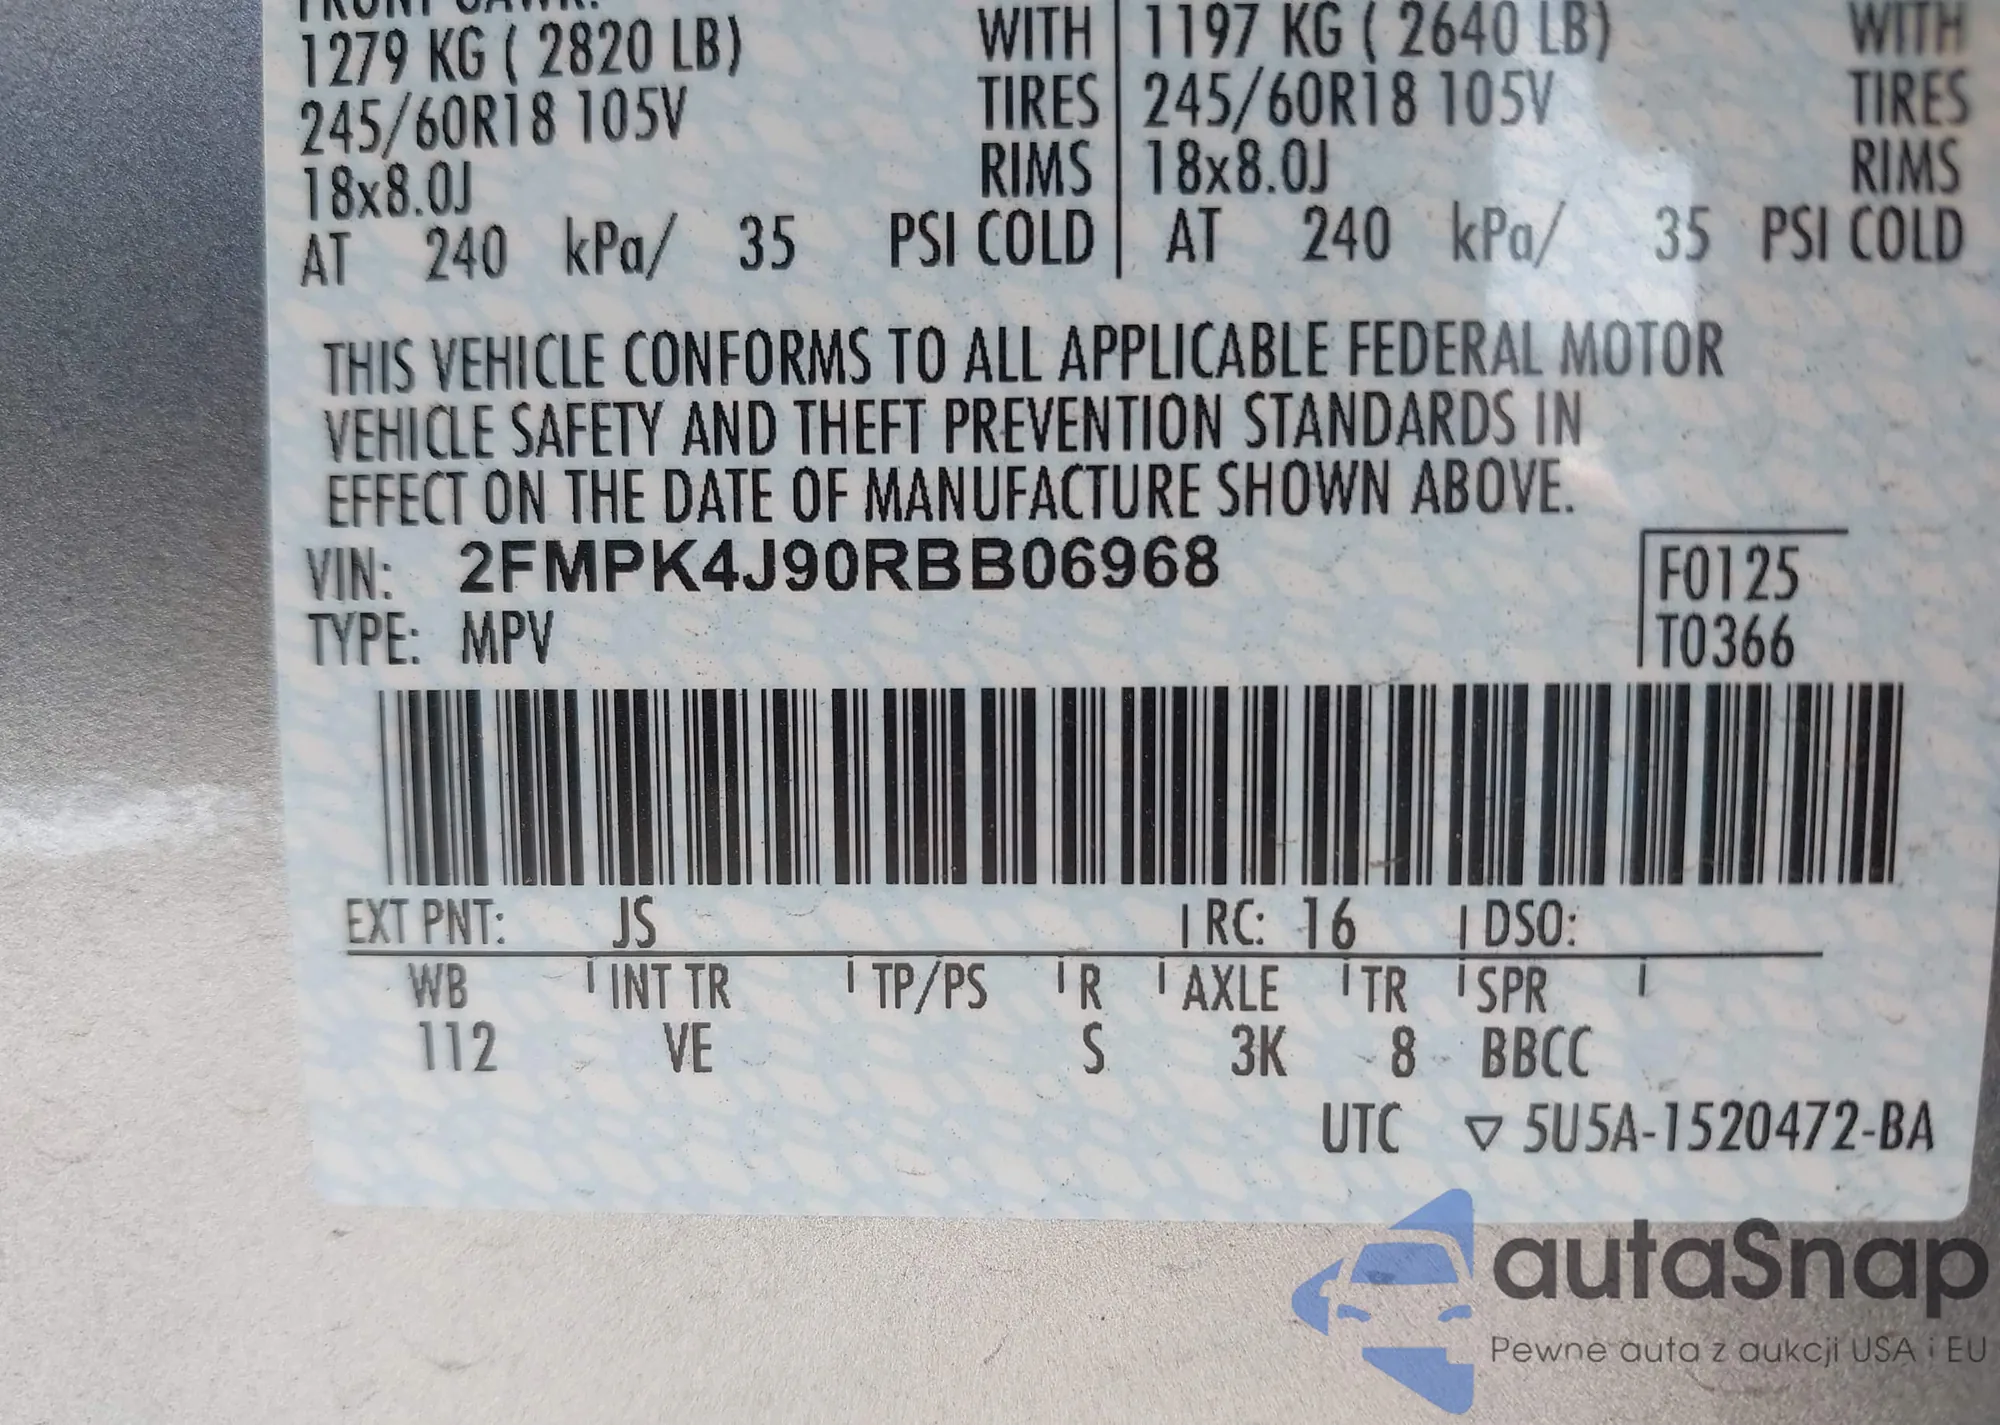 FRONT GAWR:
1279 KG ( 2820 LB) WITH 1197 KG ( 2640 LB) WITH
245/60R18 105V TIRES 245/60R18 105V TIRES
18x8.0J RIMS 18x8.0J RIMS
AT 240 kPa/ 35 PSI COLD AT 240 kPa/ 35 PSI COLD
THIS VEHICLE CONFORMS TO ALL APPLICABLE FEDERAL MOTOR
VEHICLE SAFETY AND THEFT PREVENTION STANDARDS IN
EFFECT ON THE DATE OF MANUFACTURE SHOWN ABOVE.
VIN: 2FMPK4J90RBB06968 F0125
TYPE: MPV T0366
EXT PNT: JS RC: 16 DSO:
WB INT TR TP/PS R AXLE TR SPR
112 VE S 3K 8 BBCC
UTC ▽ 5U5A-1520472-BA
autaSnap
Pewne auta z aukcji USA i EU